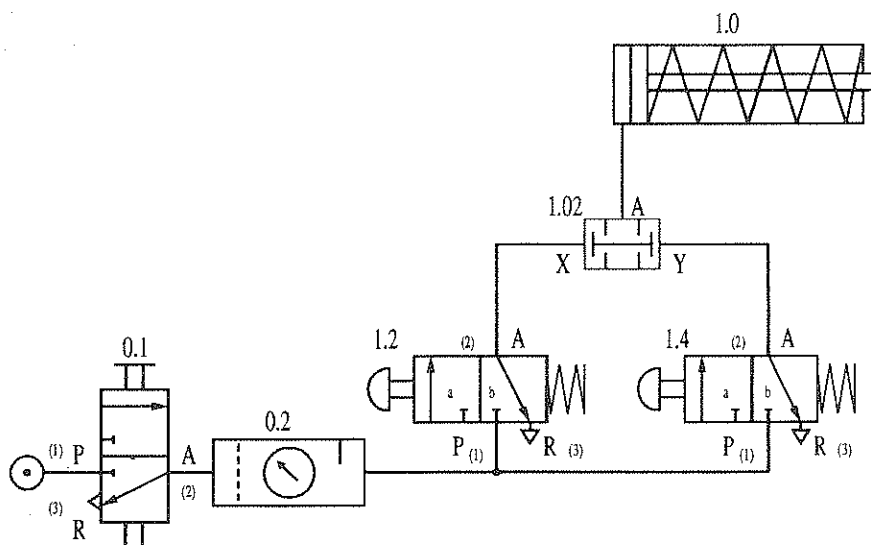 1.0
1.02 A
X Y
1.2 (2) A 1.4 (2) A
0.1
a b a b
0.2
(1) P A P (1) R (3) P (1) R (3)
(3) (2)
R